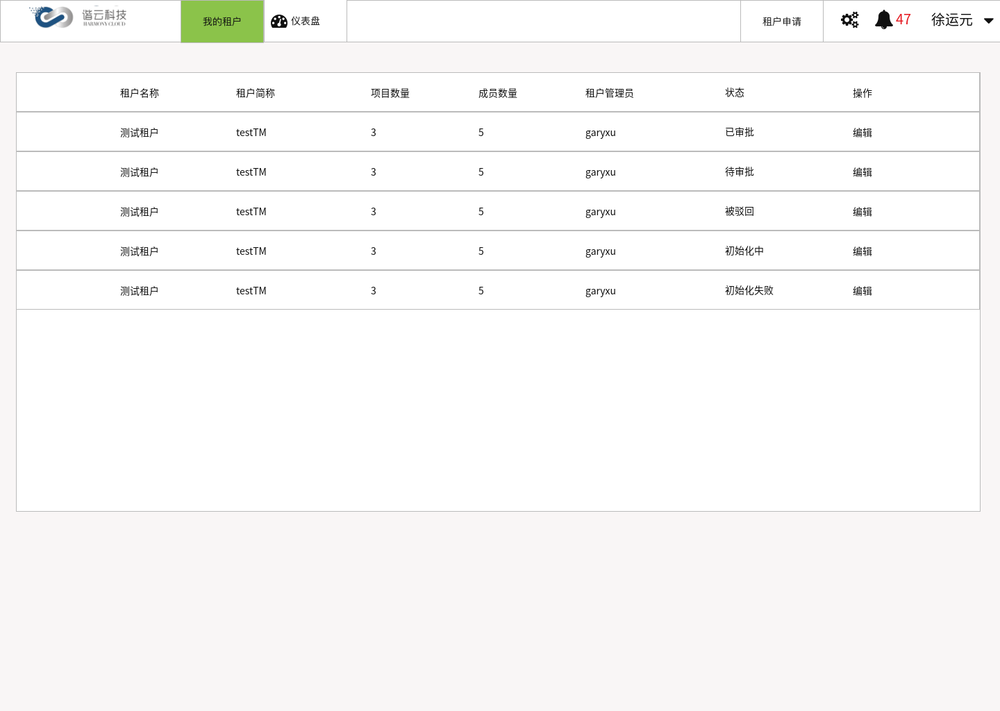 谐云科技
HARMONY CLOUD
我的租户
仪表盘
租户申请
47
徐运元
租户名称 租户简称 项目数量 成员数量 租户管理员 状态 操作
测试租户 testTM 3 5 garyxu 已审批 编辑
测试租户 testTM 3 5 garyxu 待审批 编辑
测试租户 testTM 3 5 garyxu 被驳回 编辑
测试租户 testTM 3 5 garyxu 初始化中 编辑
测试租户 testTM 3 5 garyxu 初始化失败 编辑